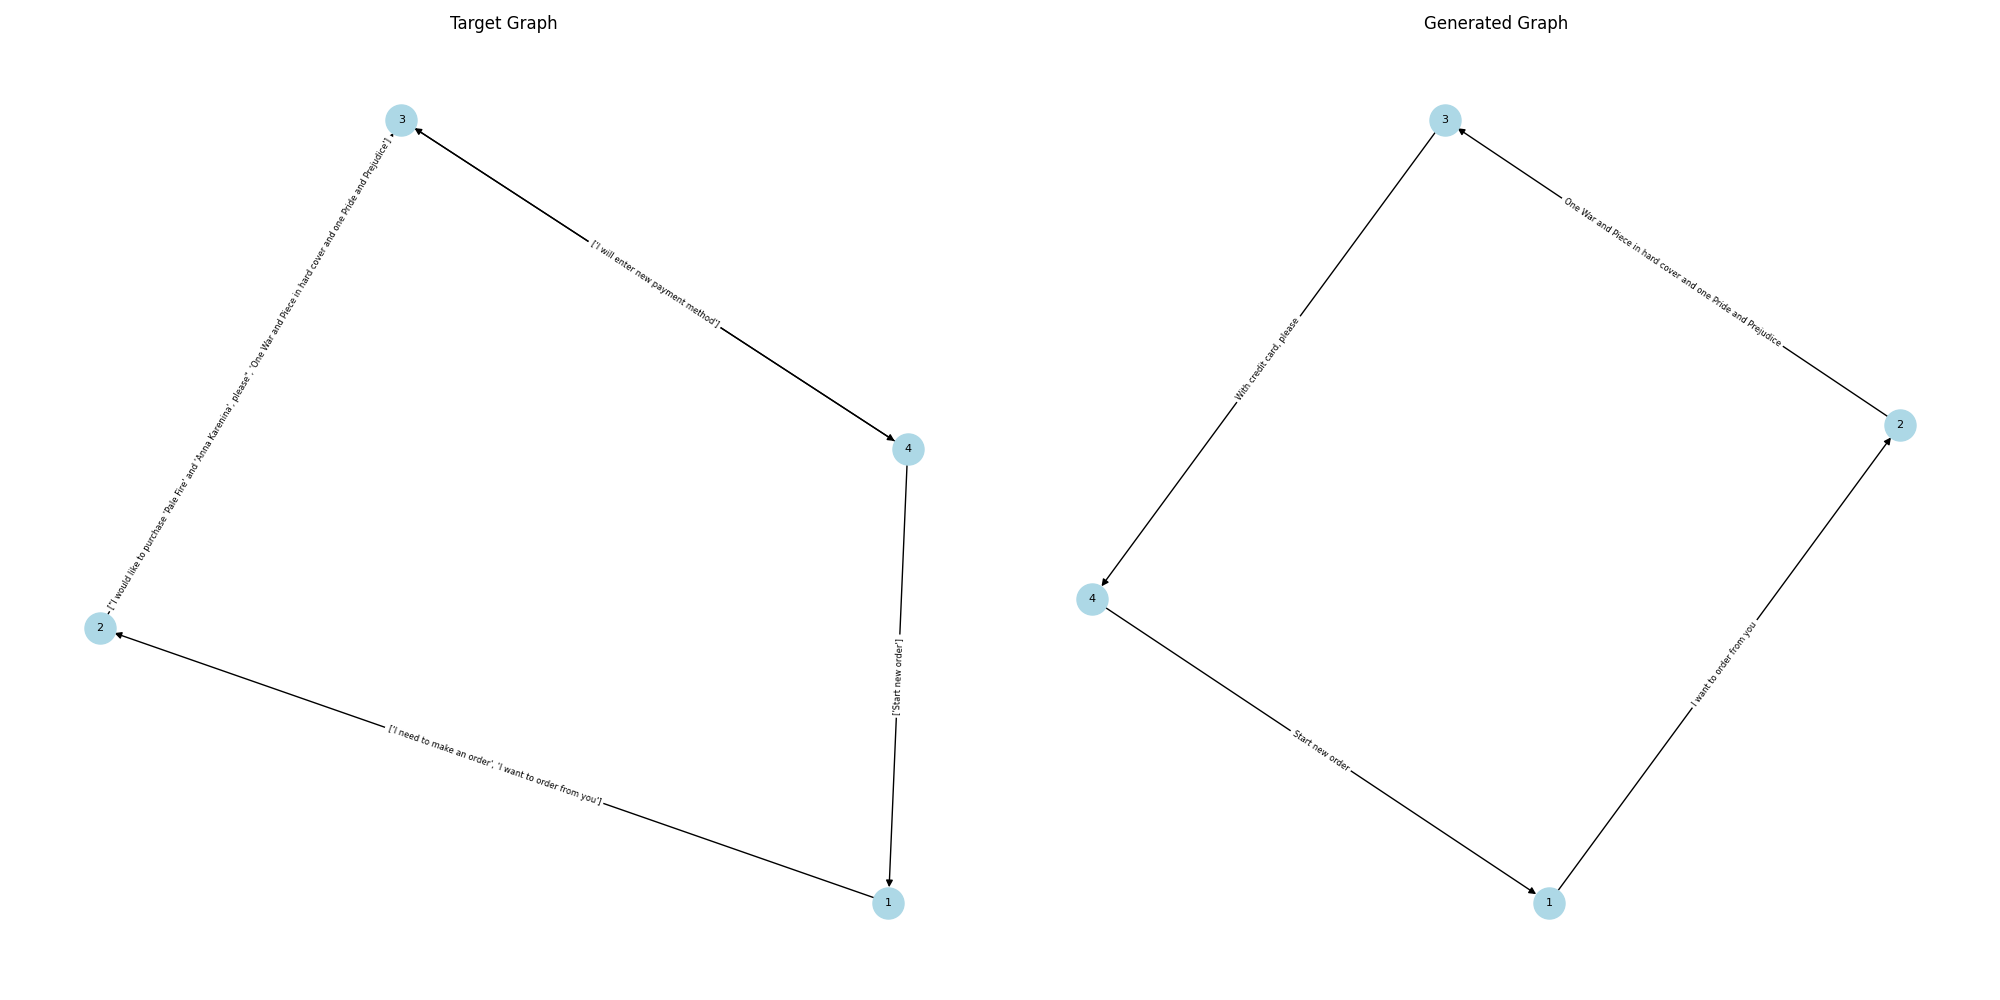 Target Graph
3
["I would like to purchase 'Pale Fire' and 'Anna Karenina', please", 'One War and Piece in hard cover and one Pride and Prejudice']
['I will enter new payment method']
4
['Start new order']
2
['I need to make an order', 'I want to order from you']
1
Generated Graph
3
One War and Piece in hard cover and one Pride and Prejudice
With credit card, please
2
4
I want to order from you
Start new order
1